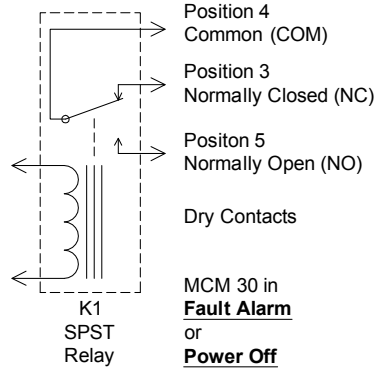 Position 4
Common (COM)
Position 3
Normally Closed (NC)
Positon 5
Normally Open (NO)
Dry Contacts
MCM 30 in
Fault Alarm
or
Power Off
K1
SPST
Relay